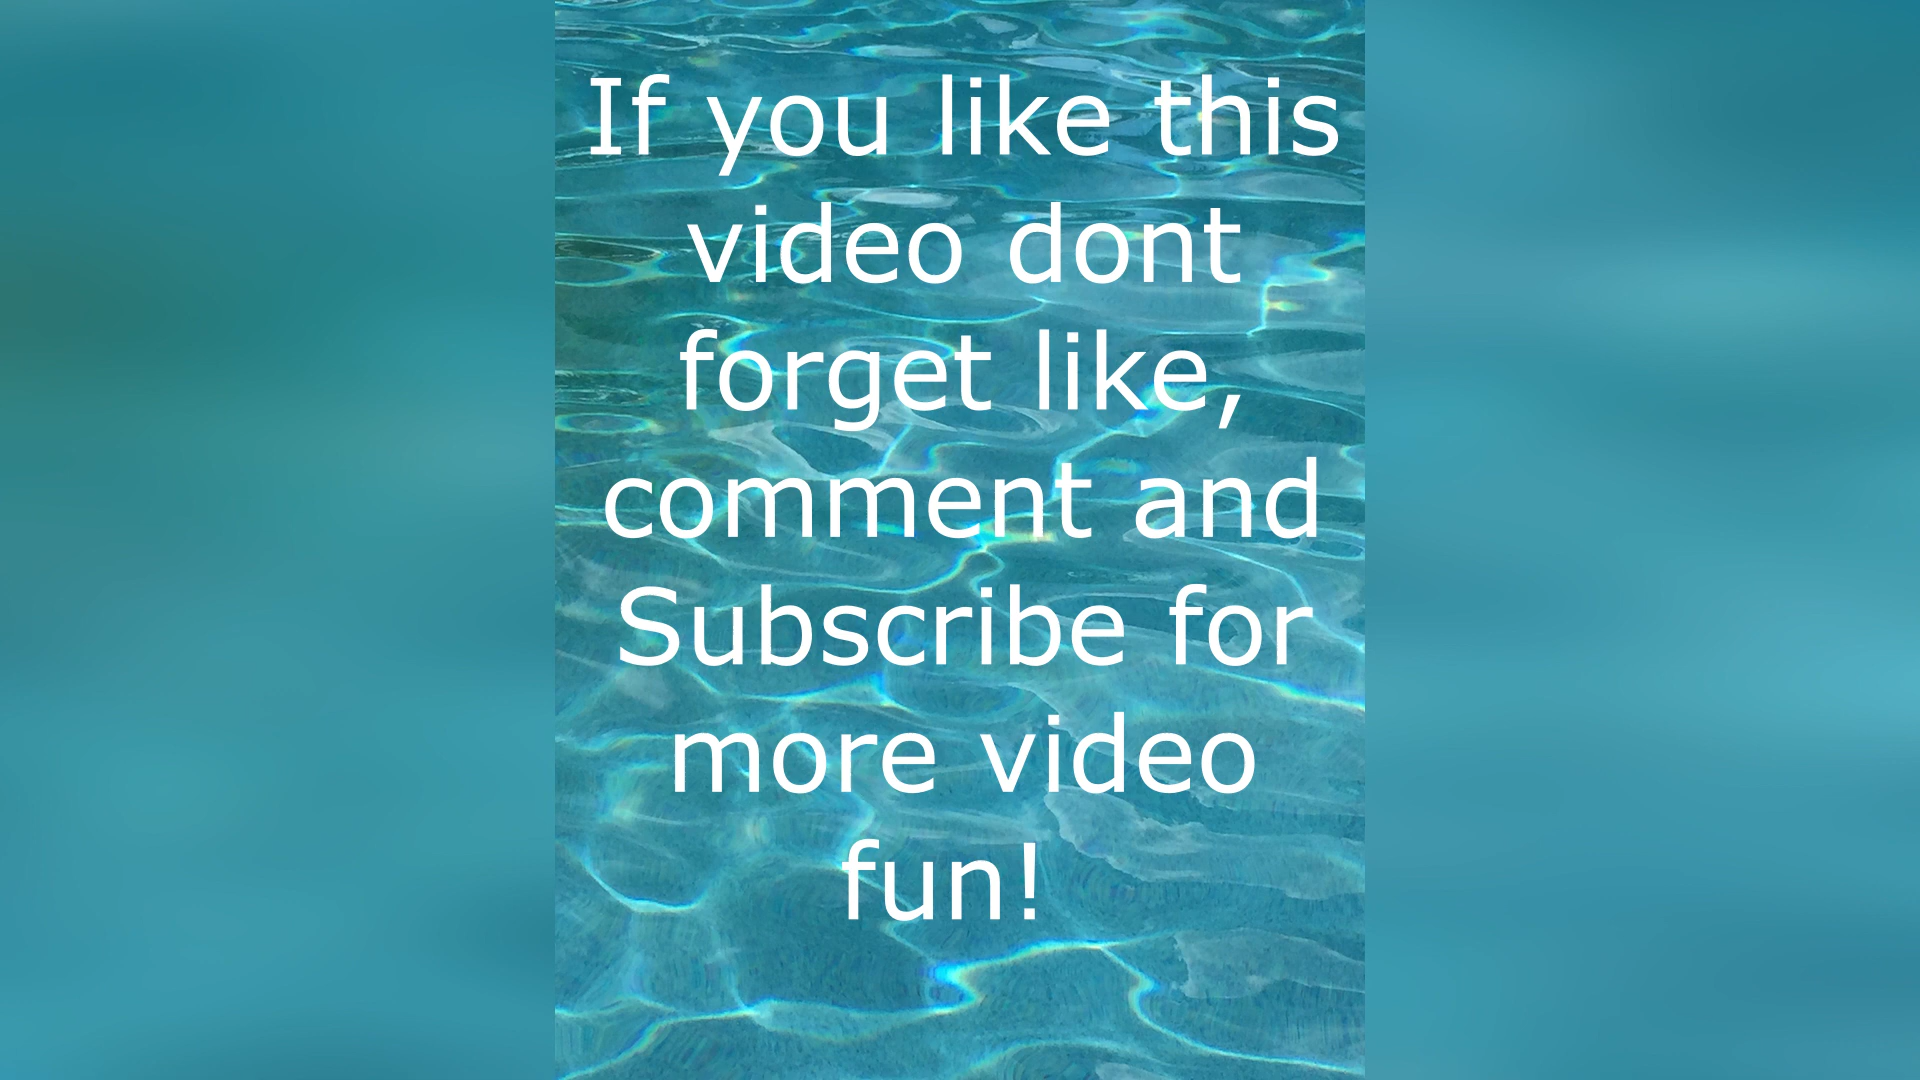 If you like this
video dont
forget like,
comment and
Subscribe for
more video
fun!